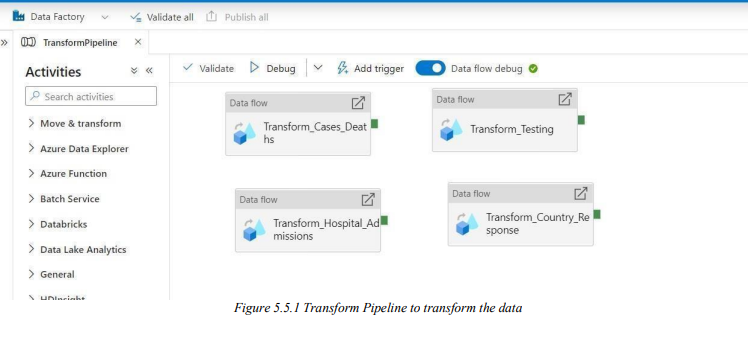 Data Factory
Validate all
Publish all
TransformPipeline
Activities
Validate
Debug
Add trigger
Data flow debug
Search activities
Move & transform
Azure Data Explorer
Azure Function
Batch Service
Databricks
Data Lake Analytics
General
HDInsight
Data flow
Transform_Cases_Deat
hs
Data flow
Transform_Testing
Data flow
Transform_Hospital_Ad
missions
Data flow
Transform_Country_Re
sponse
Figure 5.5.1 Transform Pipeline to transform the data